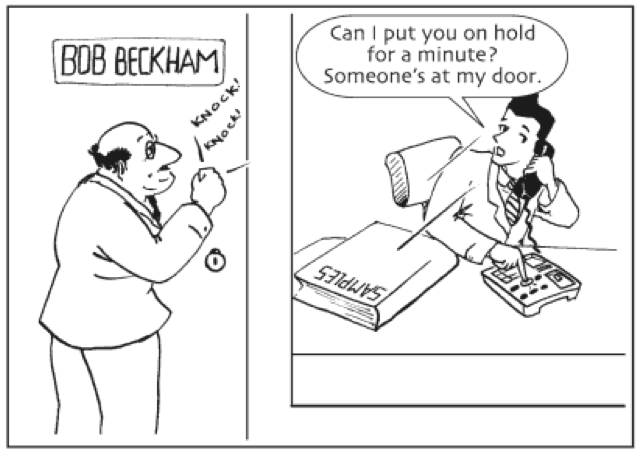 BOB BECKHAM
KNOCK!
KNOCK!
Can I put you on hold
for a minute?
Someone's at my door.
SAMPLES